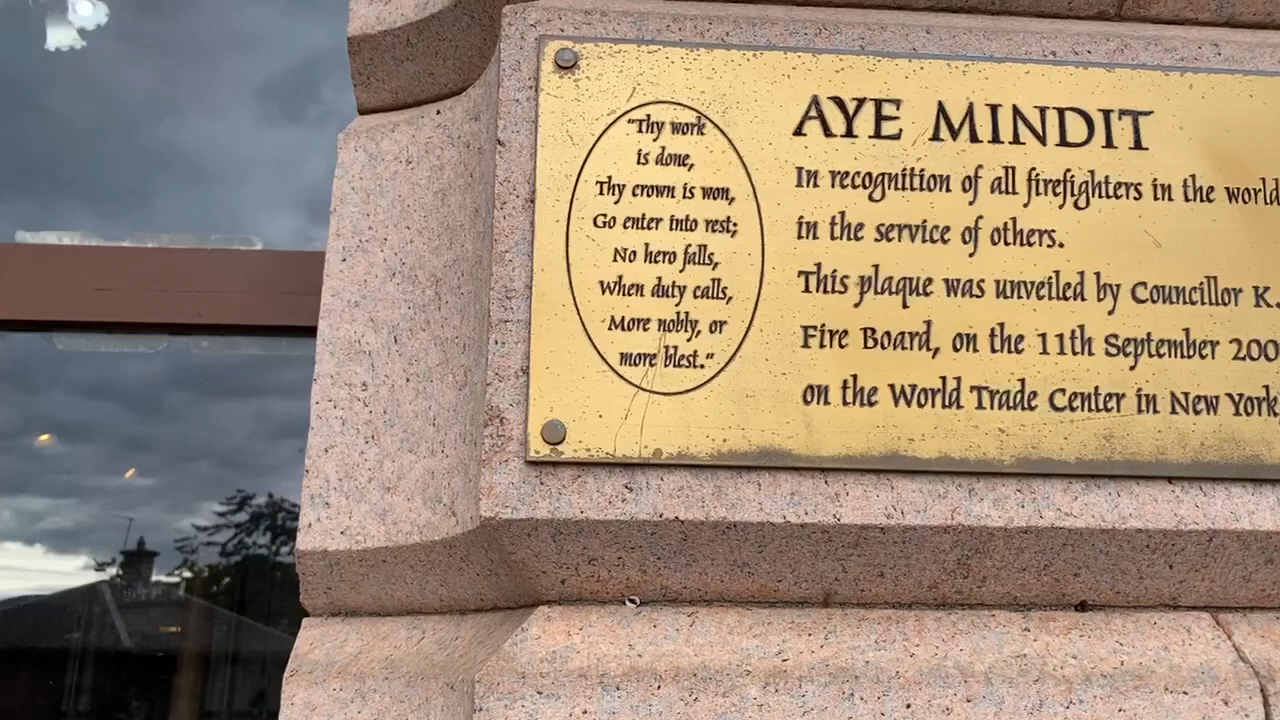 "Thy work
is done,
Thy crown is won,
Go enter into rest;
No hero falls,
When duty calls,
More nobly, or
more blest."
AYE MINDIT
In recognition of all firefighters in the world
in the service of others.
This plaque was unveiled by Councillor K.
Fire Board, on the 11th September 200
on the World Trade Center in New York